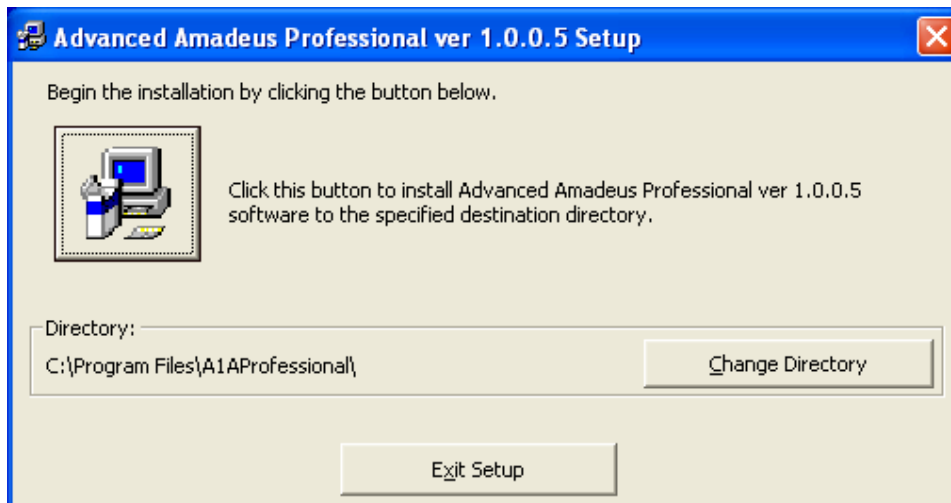 Advanced Amadeus Professional ver 1.0.0.5 Setup
Begin the installation by clicking the button below.
Click this button to install Advanced Amadeus Professional ver 1.0.0.5
software to the specified destination directory.
Directory:
C:\Program Files\A1AProfessional\
Change Directory
Exit Setup